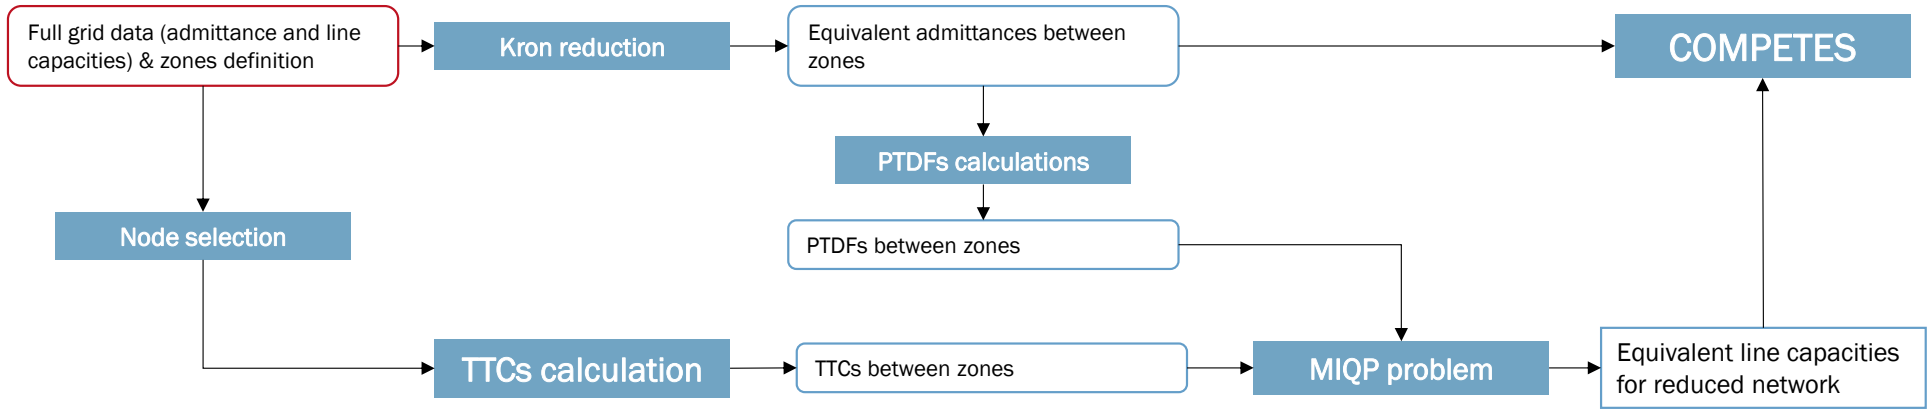 Full grid data (admittance and line
capacities) & zones definition
Kron reduction
Equivalent admittances between
zones
COMPETES
PTDFs calculations
Node selection
PTDFs between zones
TTCs calculation
TTCs between zones
MIQP problem
Equivalent line capacities
for reduced network